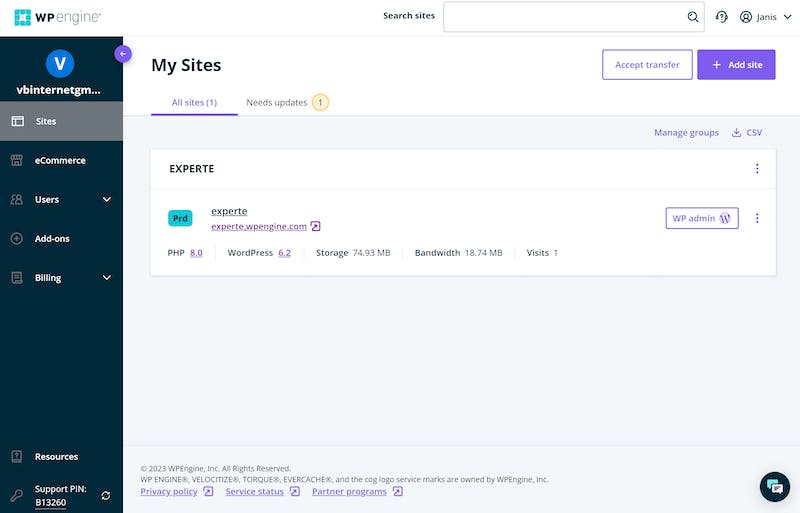 WP engine®
Search sites
Janis
V
vbinternetgm...
Sites
eCommerce
Users
Add-ons
Billing
Resources
Support PIN:
B13260
My Sites
Accept transfer
+ Add site
All sites (1)
Needs updates 1
Manage groups
CSV
EXPERTE
Prd
experte
experte.wpengine.com
WP admin
PHP 8.0
WordPress 6.2
Storage 74.93 MB
Bandwidth 18.74 MB
Visits 1
© 2023 WPEngine, Inc. All Rights Reserved.
WP ENGINE®, VELOCITIZE®, TORQUE®, EVERCACHE®, and the cog logo service marks are owned by WPEngine, Inc.
Privacy policy
Service status
Partner programs